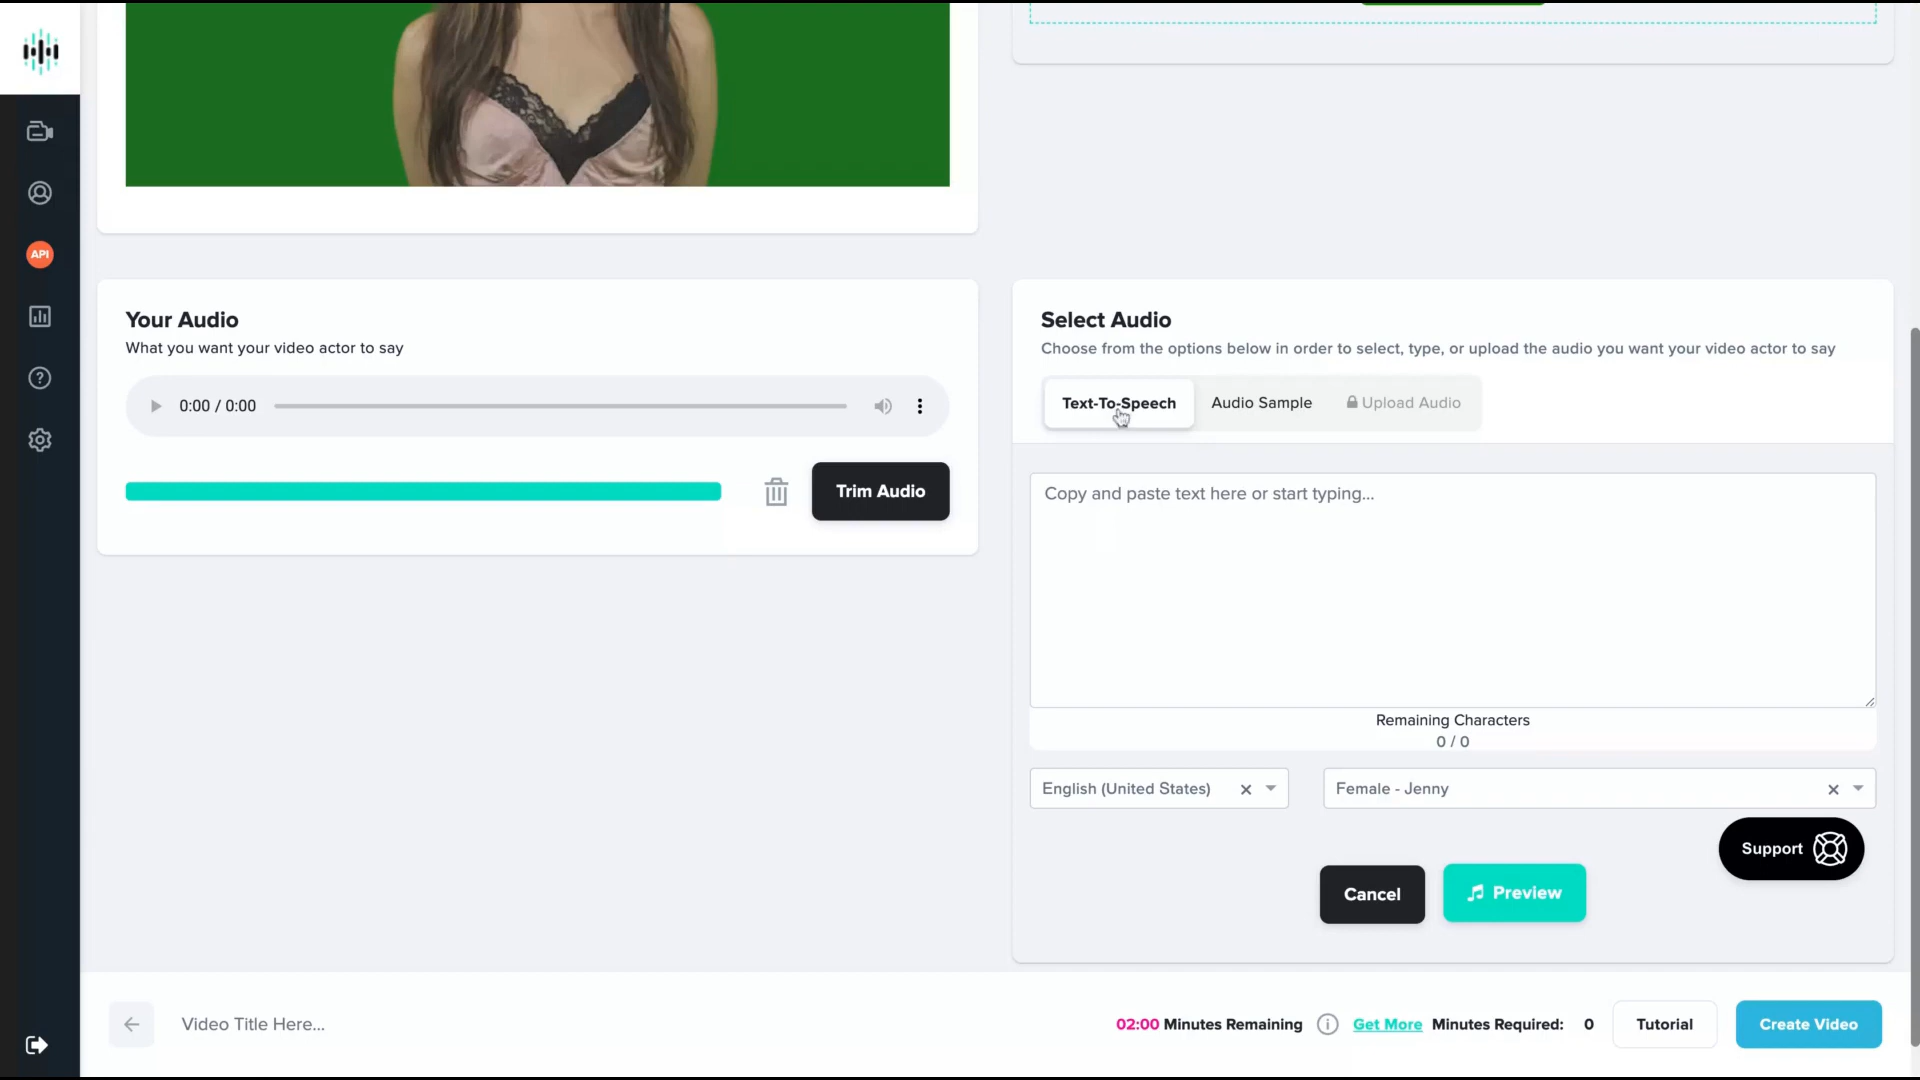 API
Your Audio
What you want your video actor to say
0:00 / 0:00
Trim Audio
Select Audio
Choose from the options below in order to select, type, or upload the audio you want your video actor to say
Text-To-Speech Audio Sample Upload Audio
Copy and paste text here or start typing...
Remaining Characters
0 / 0
English (United States) Female - Jenny
Support
Cancel Preview
Video Title Here... 02:00 Minutes Remaining Get More Minutes Required: 0 Tutorial Create Video